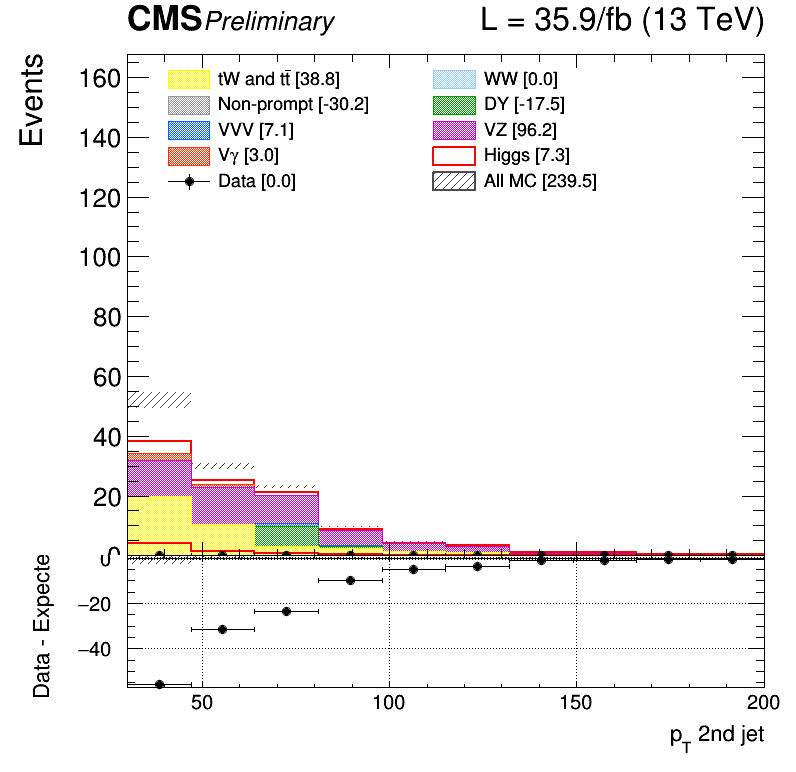 CMS Preliminary L = 35.9/fb (13 TeV)
Events
160
140
120
100
80
60
40
20
0
tW and tt̄ [38.8]
Non-prompt [-30.2]
VVV [7.1]
Vγ [3.0]
Data [0.0]
WW [0.0]
DY [-17.5]
VZ [96.2]
Higgs [7.3]
All MC [239.5]
Data - Expecte
0
−20
−40
50 100 150 200
p_T 2nd jet